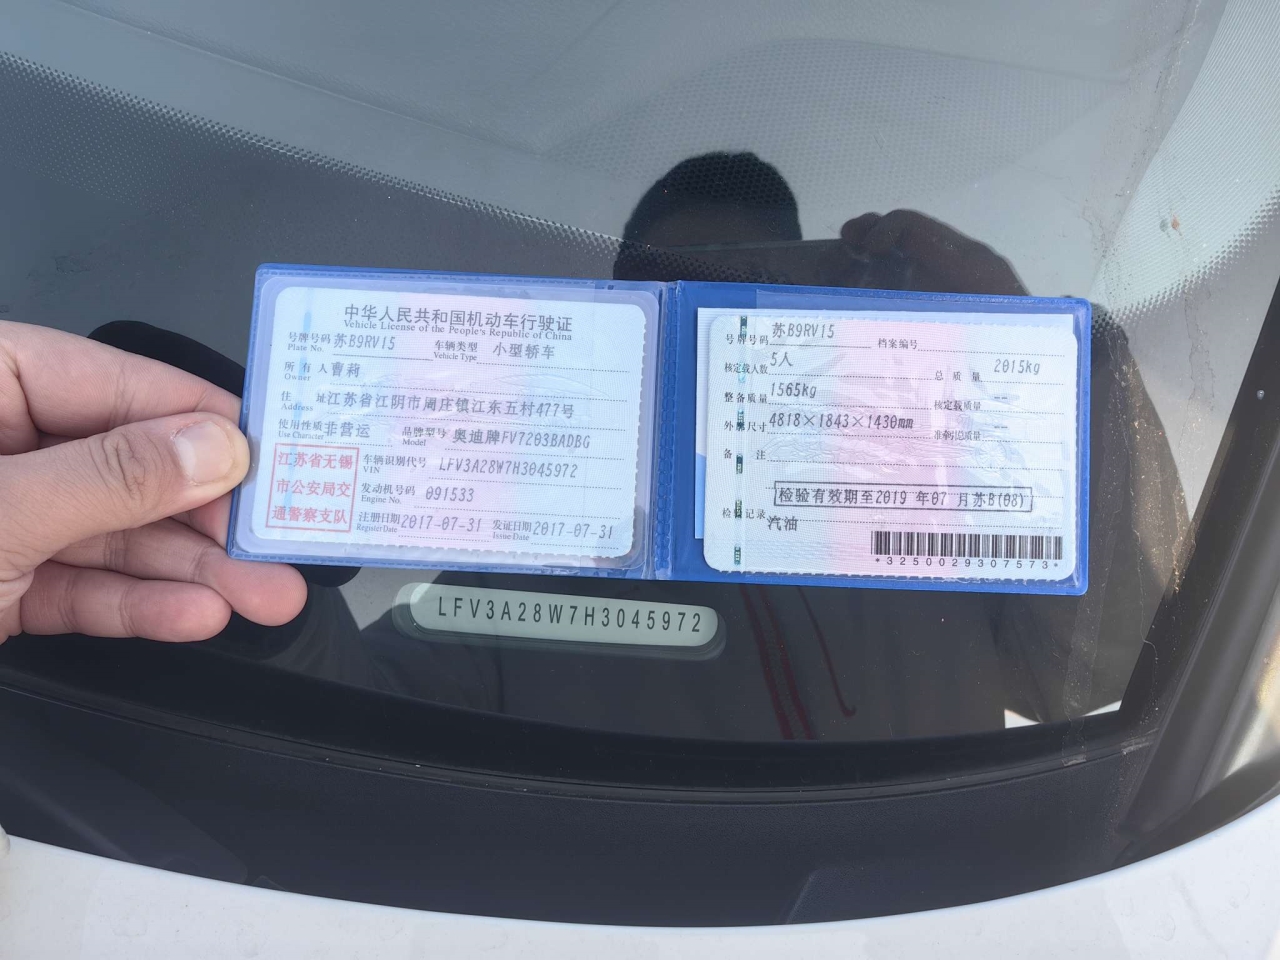 中华人民共和国机动车行驶证
Vehicle License of the People's Republic of China
号牌号码 苏B9RV15 车辆类型 小型轿车
Plate No. Vehicle Type
所有人 曹莉
Owner
住址 江苏省江阴市周庄镇江东五村477号
Address
使用性质 非营运 品牌型号 奥迪牌FV7203BADBG
Use Character Model
江苏省无锡
市公安局交
通警察支队
车辆识别代号 LFV3A28W7H3045972
VIN
发动机号码 091533
Engine No.
注册日期 2017-07-31 发证日期 2017-07-31
Register Date Issue Date
号牌号码 苏B9RV15 档案编号
核定载人数 5人 总质量 2015kg
整备质量 1565kg 核定载质量 --
外廓尺寸 4818×1843×1430mm 准牵引总质量 --
备注
检验有效期至2019 年07 月苏B(08)
检验记录
汽油
*3250029307573*
LFV3A28W7H3045972